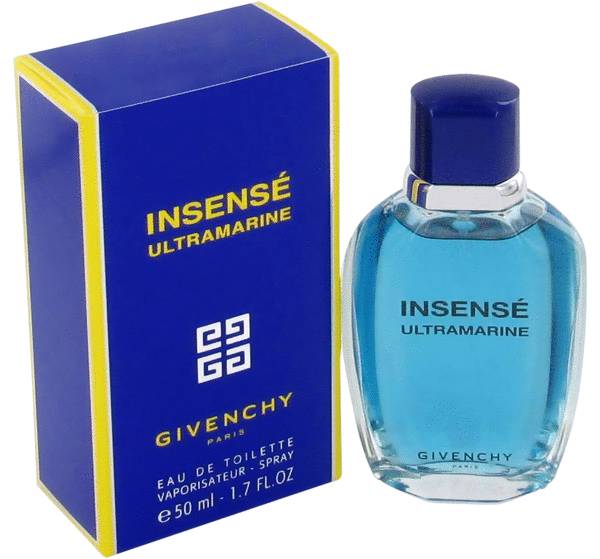 INSENSÉ
ULTRAMARINE
GIVENCHY
PARIS
EAU DE TOILETTE
VAPORISATEUR - SPRAY
e 50 ml - 1.7 FL.OZ
INSENSÉ
ULTRAMARINE
GIVENCHY
PARIS